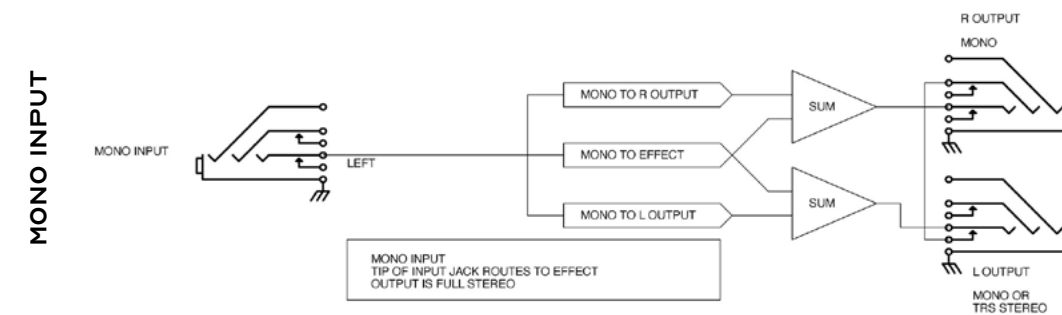 MONO INPUT
MONO INPUT
LEFT
MONO TO R OUTPUT
MONO TO EFFECT
MONO TO L OUTPUT
SUM
SUM
R OUTPUT
MONO
L OUTPUT
MONO OR
TRS STEREO
MONO INPUT
TIP OF INPUT JACK ROUTES TO EFFECT
OUTPUT IS FULL STEREO